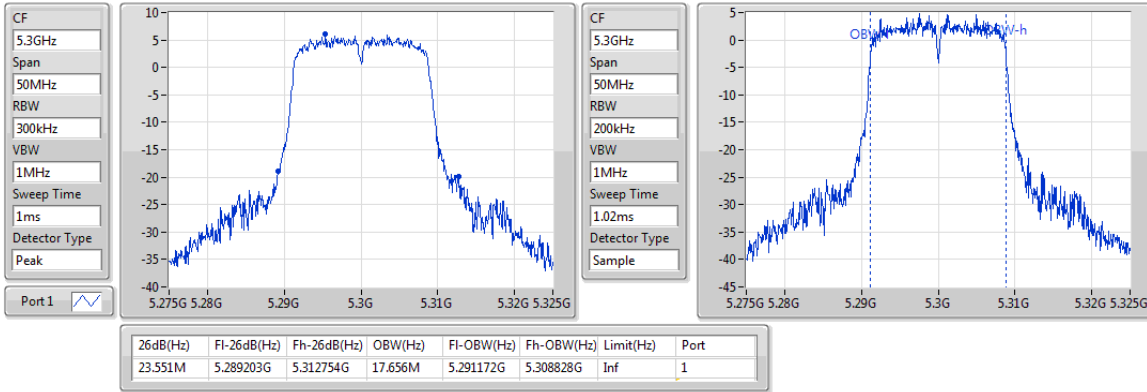 CF
5.3GHz
Span
50MHz
RBW
300kHz
VBW
1MHz
Sweep Time
1ms
Detector Type
Peak
Port 1
10
5
0
-5
-10
-15
-20
-25
-30
-35
-40
5.275G 5.28G 5.29G 5.3G 5.31G 5.32G 5.325G
CF
5.3GHz
Span
50MHz
RBW
200kHz
VBW
1MHz
Sweep Time
1.02ms
Detector Type
Sample
5
0
-5
-10
-15
-20
-25
-30
-35
-40
-45
5.275G 5.28G 5.29G 5.3G 5.31G 5.32G 5.325G
26dB(Hz) Fl-26dB(Hz) Fh-26dB(Hz) OBW(Hz) Fl-OBW(Hz) Fh-OBW(Hz) Limit(Hz) Port
23.551M 5.289203G 5.312754G 17.656M 5.291172G 5.308828G Inf 1